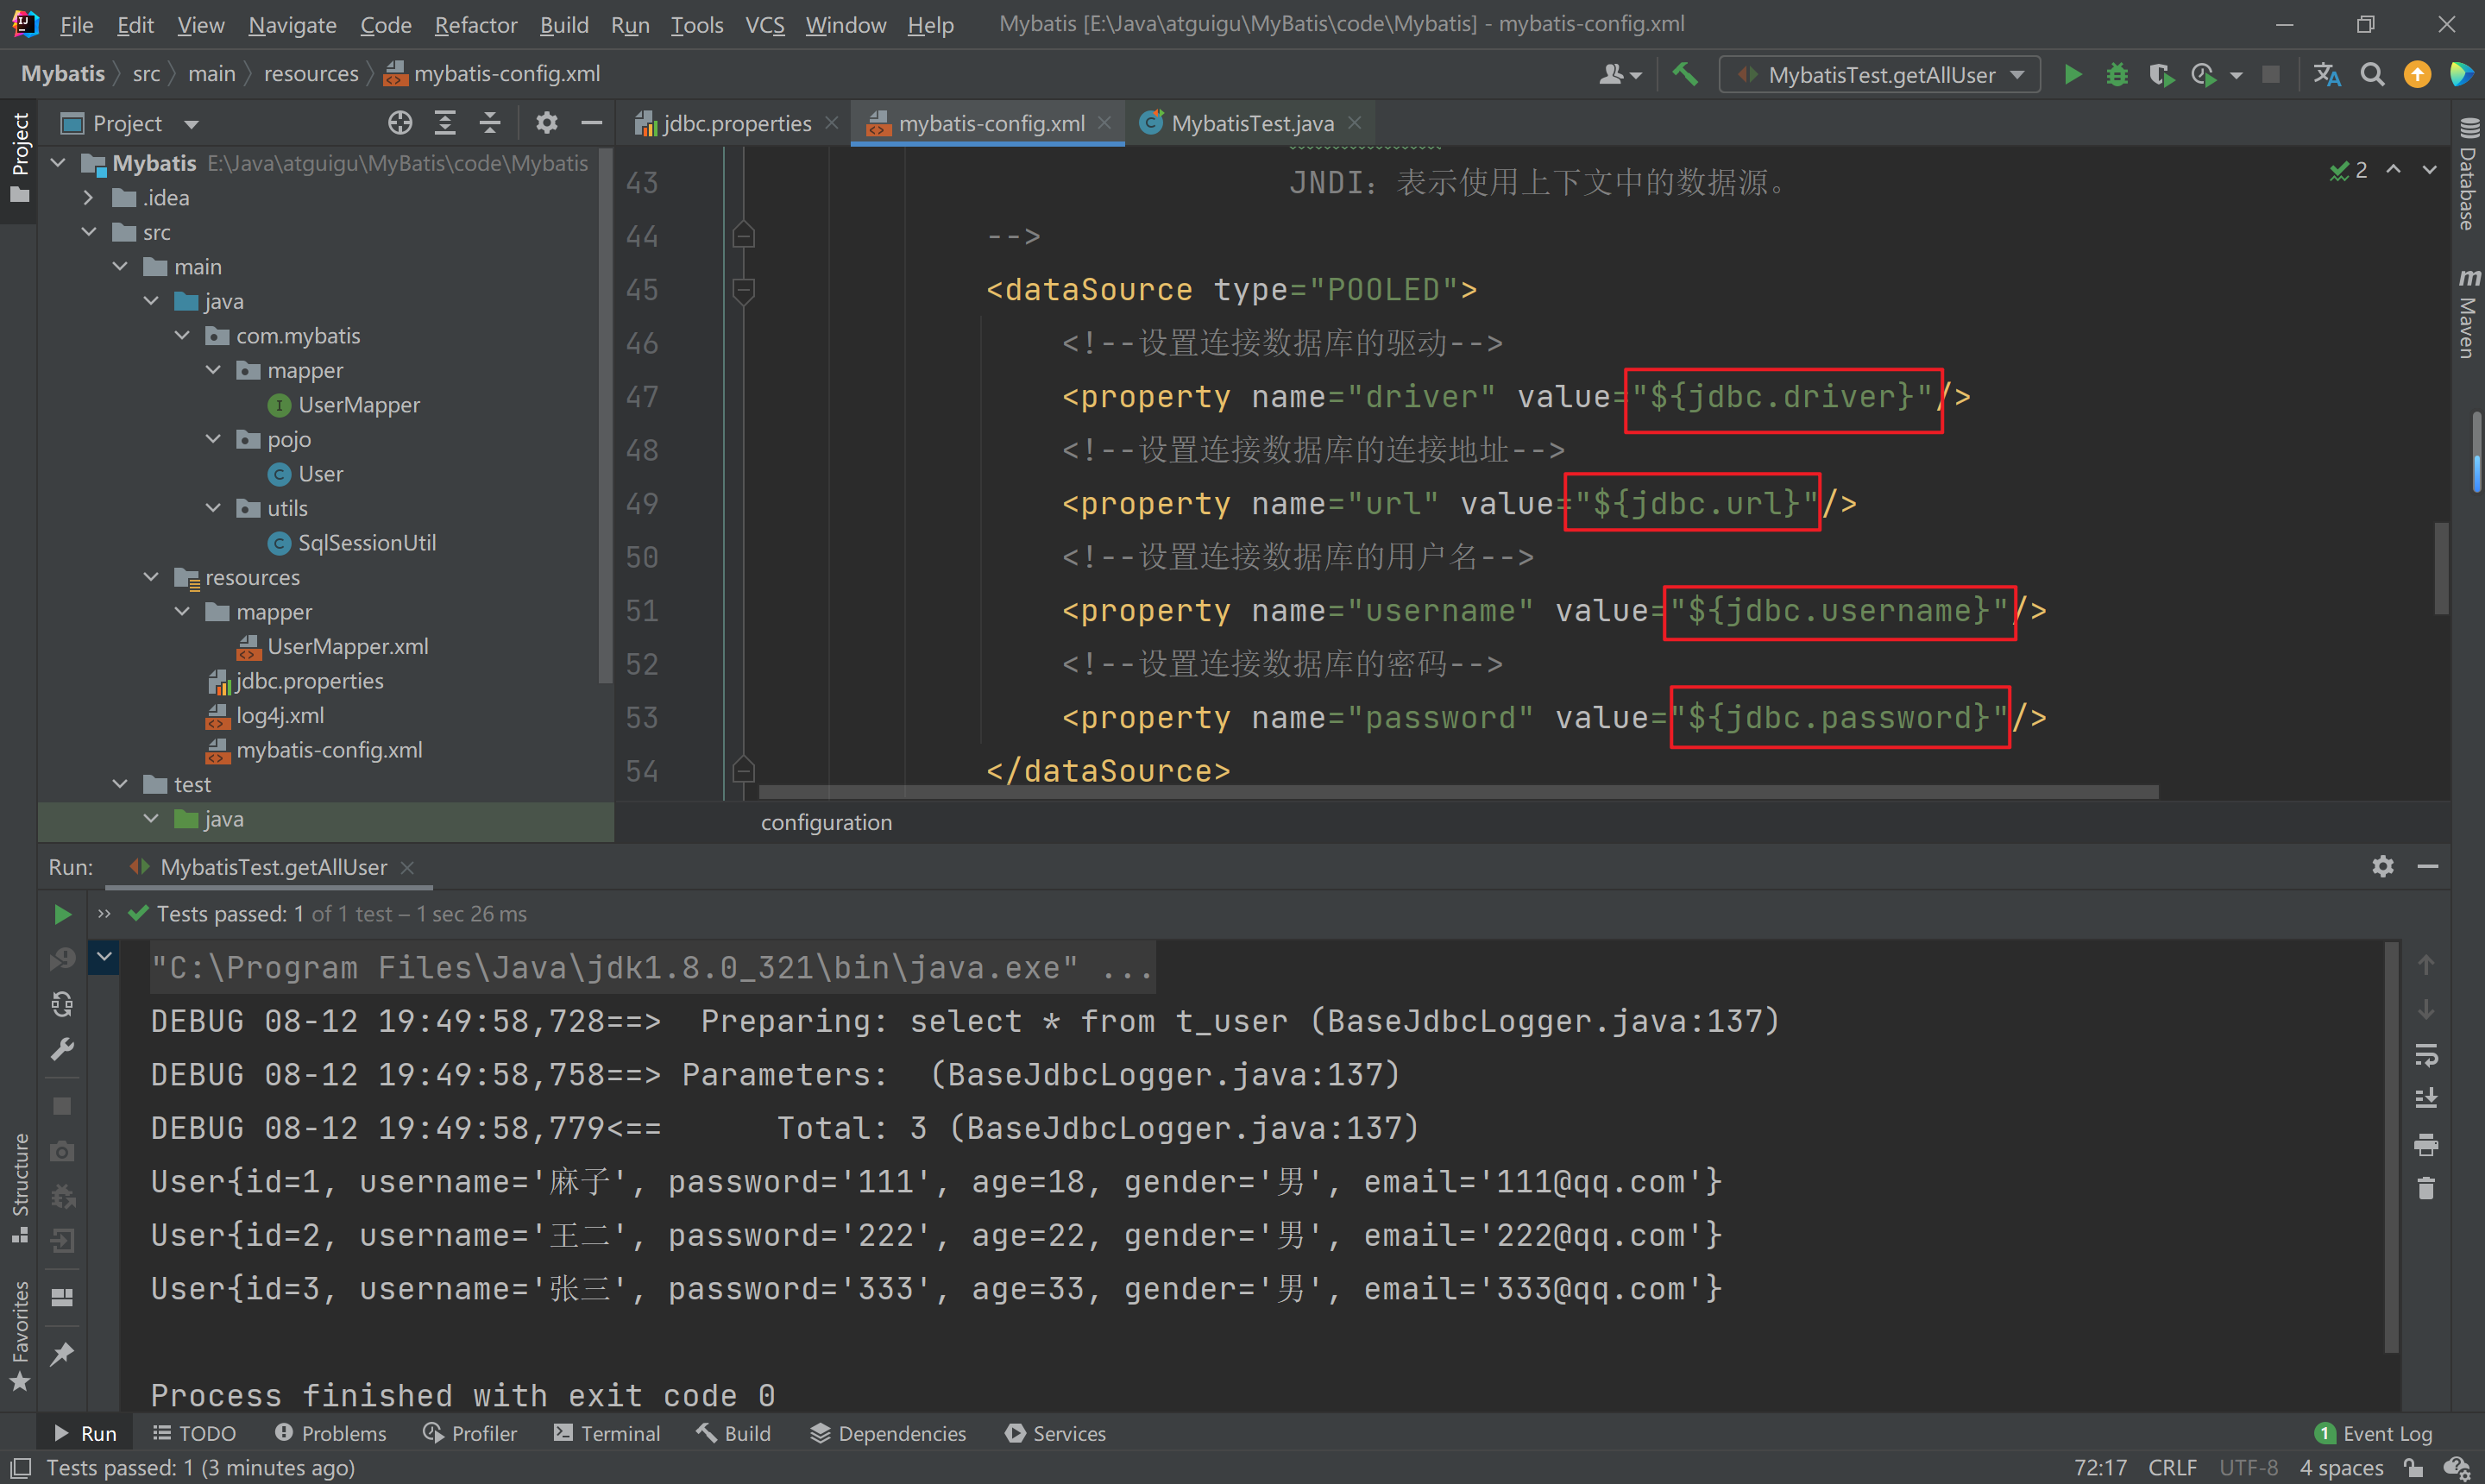 File Edit View Navigate Code Refactor Build Run Tools VCS Window Help Mybatis [E:\Java\atguigu\MyBatis\code\Mybatis] - mybatis-config.xml
Mybatis src main resources mybatis-config.xml MybatisTest.getAllUser
Project
Project
jdbc.properties mybatis-config.xml MybatisTest.java
Mybatis E:\Java\atguigu\MyBatis\code\Mybatis
.idea
src
main
java
com.mybatis
mapper
UserMapper
pojo
User
utils
SqlSessionUtil
resources
mapper
UserMapper.xml
jdbc.properties
log4j.xml
mybatis-config.xml
test
java
43 JNDI：表示使用上下文中的数据源。
2
44 -->
45 <dataSource type="POOLED">
46 <!--设置连接数据库的驱动-->
47 <property name="driver" value="${jdbc.driver}"/>
48 <!--设置连接数据库的连接地址-->
49 <property name="url" value="${jdbc.url}"/>
50 <!--设置连接数据库的用户名-->
51 <property name="username" value="${jdbc.username}"/>
52 <!--设置连接数据库的密码-->
53 <property name="password" value="${jdbc.password}"/>
54 </dataSource>
configuration
Database
m Maven
Run: MybatisTest.getAllUser
Tests passed: 1 of 1 test – 1 sec 26 ms
"C:\Program Files\Java\jdk1.8.0_321\bin\java.exe" ...
DEBUG 08-12 19:49:58,728==>  Preparing: select * from t_user (BaseJdbcLogger.java:137)
DEBUG 08-12 19:49:58,758==> Parameters:  (BaseJdbcLogger.java:137)
DEBUG 08-12 19:49:58,779<==      Total: 3 (BaseJdbcLogger.java:137)
User{id=1, username='麻子', password='111', age=18, gender='男', email='111@qq.com'}
User{id=2, username='王二', password='222', age=22, gender='男', email='222@qq.com'}
User{id=3, username='张三', password='333', age=33, gender='男', email='333@qq.com'}
Process finished with exit code 0
Structure
Favorites
Run TODO Problems Profiler Terminal Build Dependencies Services 1 Event Log
Tests passed: 1 (3 minutes ago) 72:17 CRLF UTF-8 4 spaces